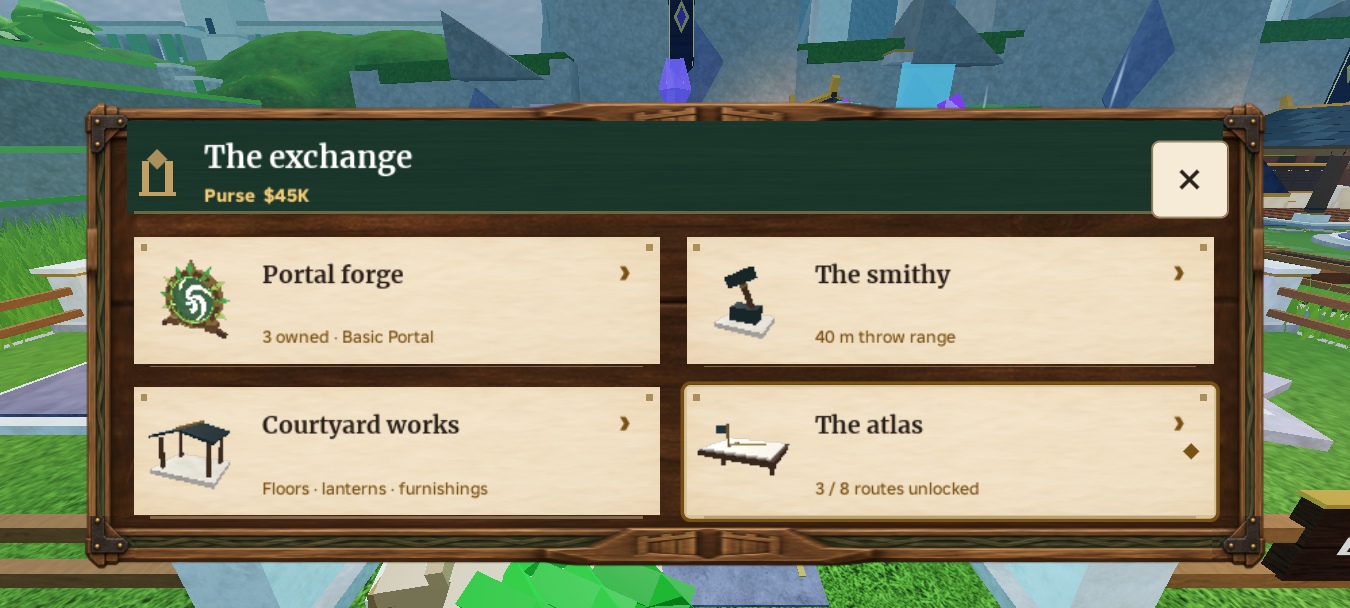 The exchange
Purse $45K
Portal forge
3 owned · Basic Portal
The smithy
40 m throw range
Courtyard works
Floors · lanterns · furnishings
The atlas
3 / 8 routes unlocked